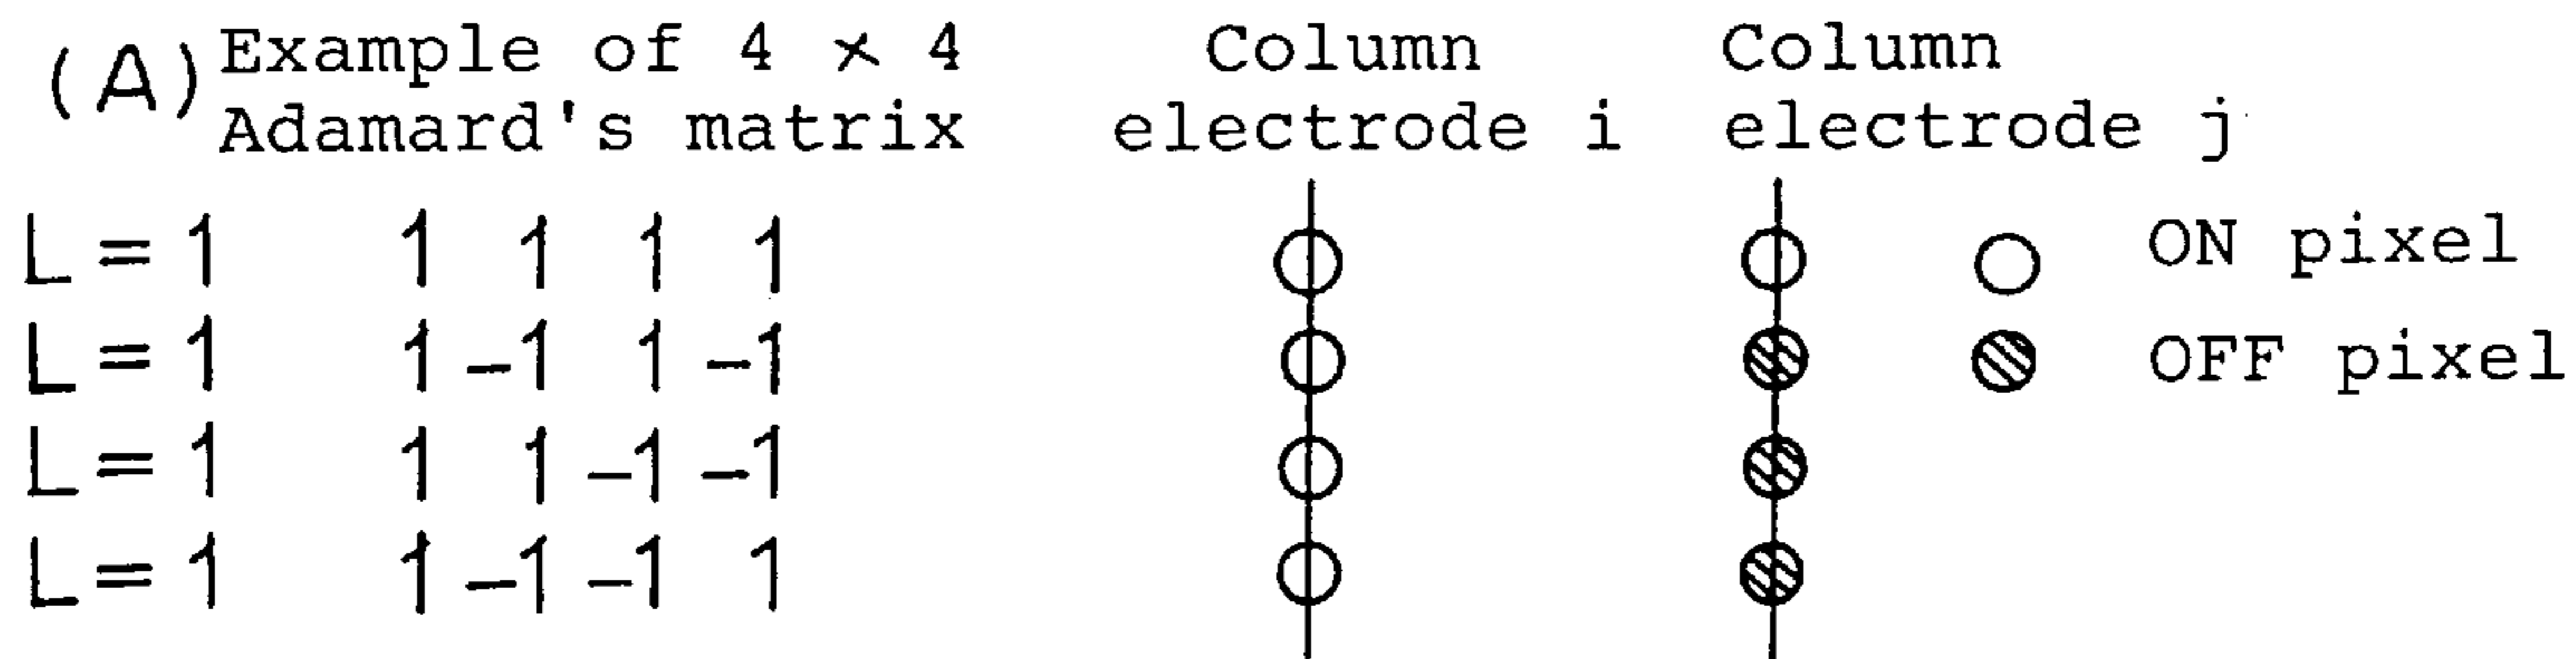 (A) Example of 4 × 4 Column Column
Adamard's matrix electrode i electrode j
L=1 1 1 1 1 ON pixel
L=1 1 -1 1 -1 OFF pixel
L=1 1 1 -1 -1
L=1 1 -1 -1 1